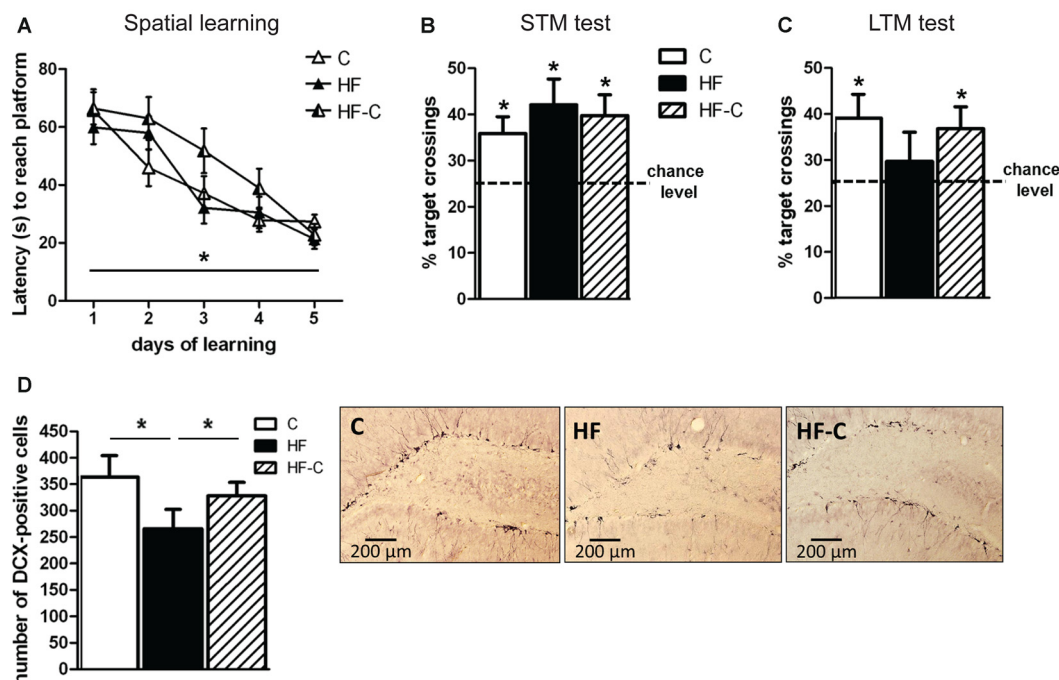 A
Spatial learning
C
HF
HF-C
Latency (s) to reach platform
80
60
40
20
0
*
1 2 3 4 5
days of learning
B
STM test
C
HF
HF-C
% target crossings
50
40
30
20
10
0
* * *
chance
level
C
LTM test
% target crossings
50
40
30
20
10
0
* *
chance
level
D
number of DCX-positive cells
450
400
350
300
250
200
150
100
50
0
* *
C
HF
HF-C
C
200 µm
HF
200 µm
HF-C
200 µm